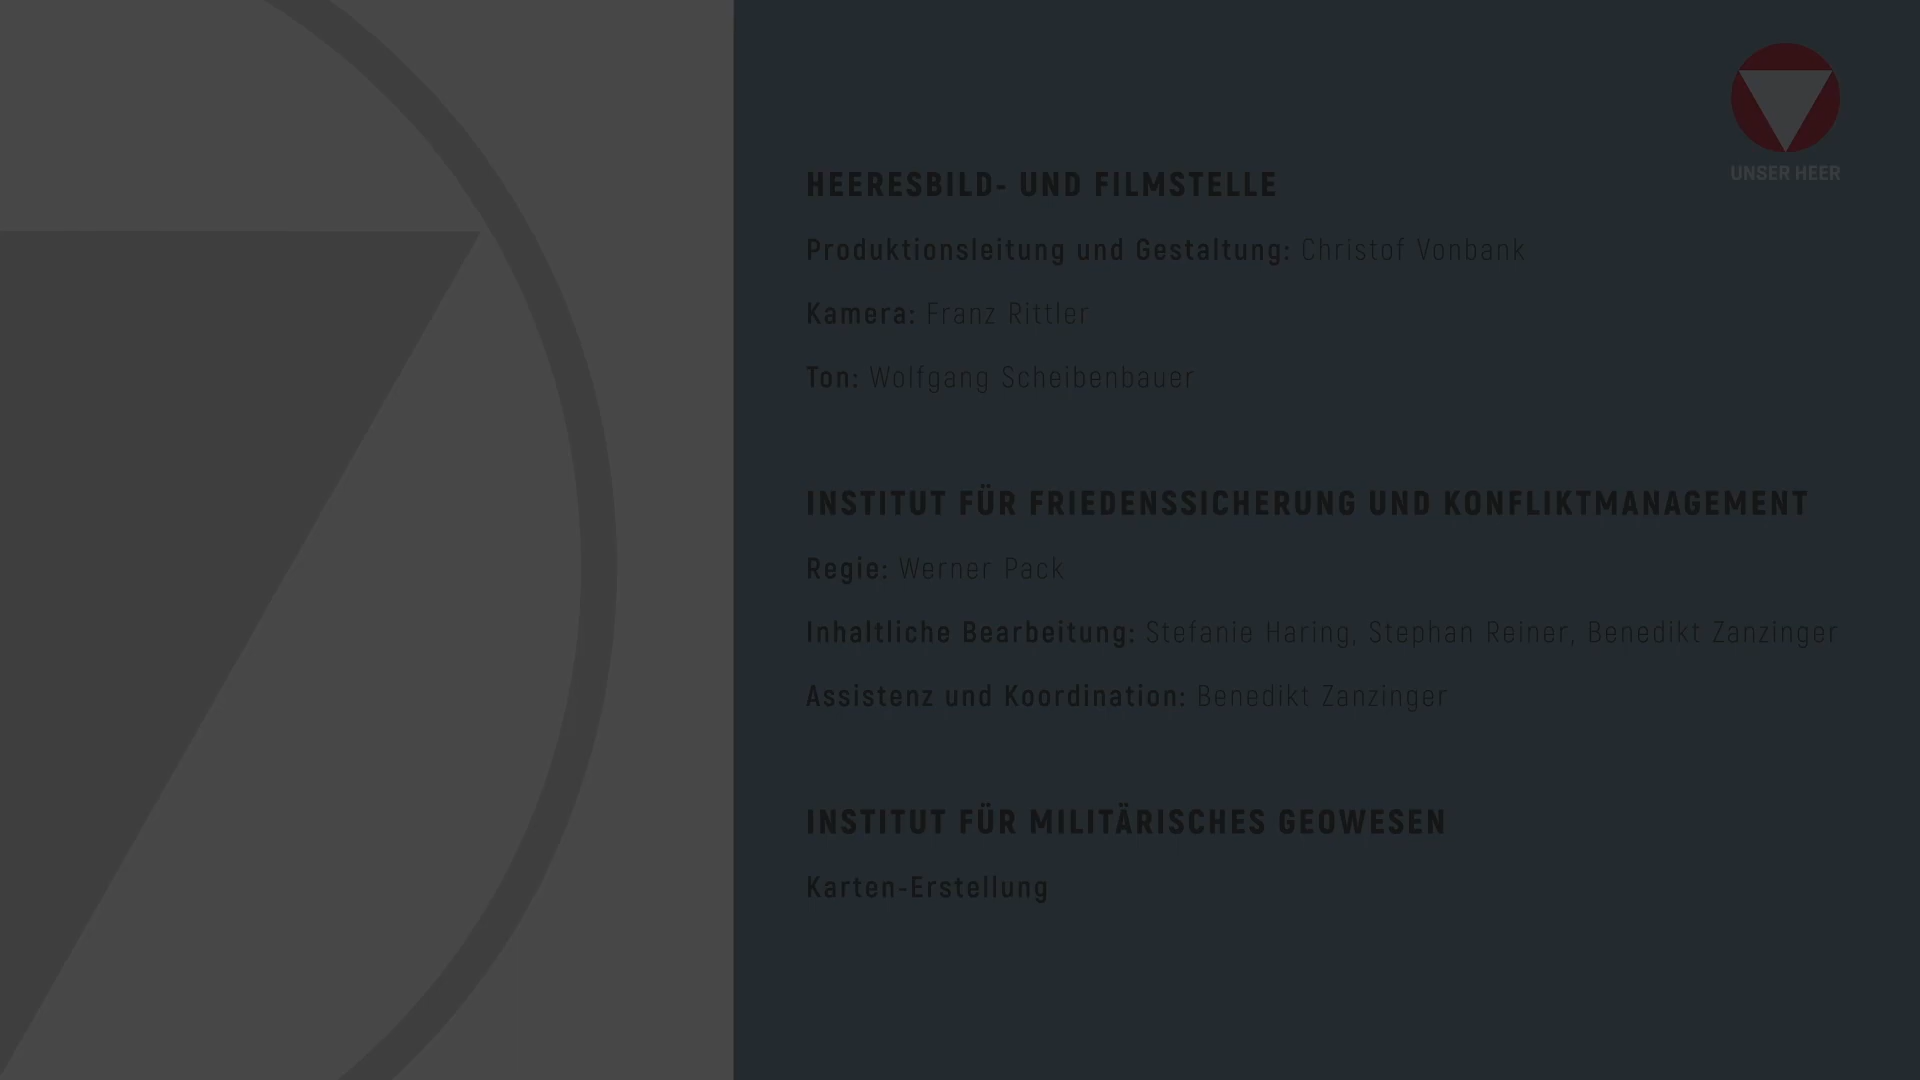 UNSER HEER
HEERESBILD- UND FILMSTELLE
Produktionsleitung und Gestaltung: Christof Vonbank
Kamera: Franz Rittler
Ton: Wolfgang Scheibenbauer
INSTITUT FÜR FRIEDENSSICHERUNG UND KONFLIKTMANAGEMENT
Regie: Werner Pack
Inhaltliche Bearbeitung: Stefanie Haring, Stephan Reiner, Benedikt Zanzinger
Assistenz und Koordination: Benedikt Zanzinger
INSTITUT FÜR MILITÄRISCHES GEOWESEN
Karten-Erstellung